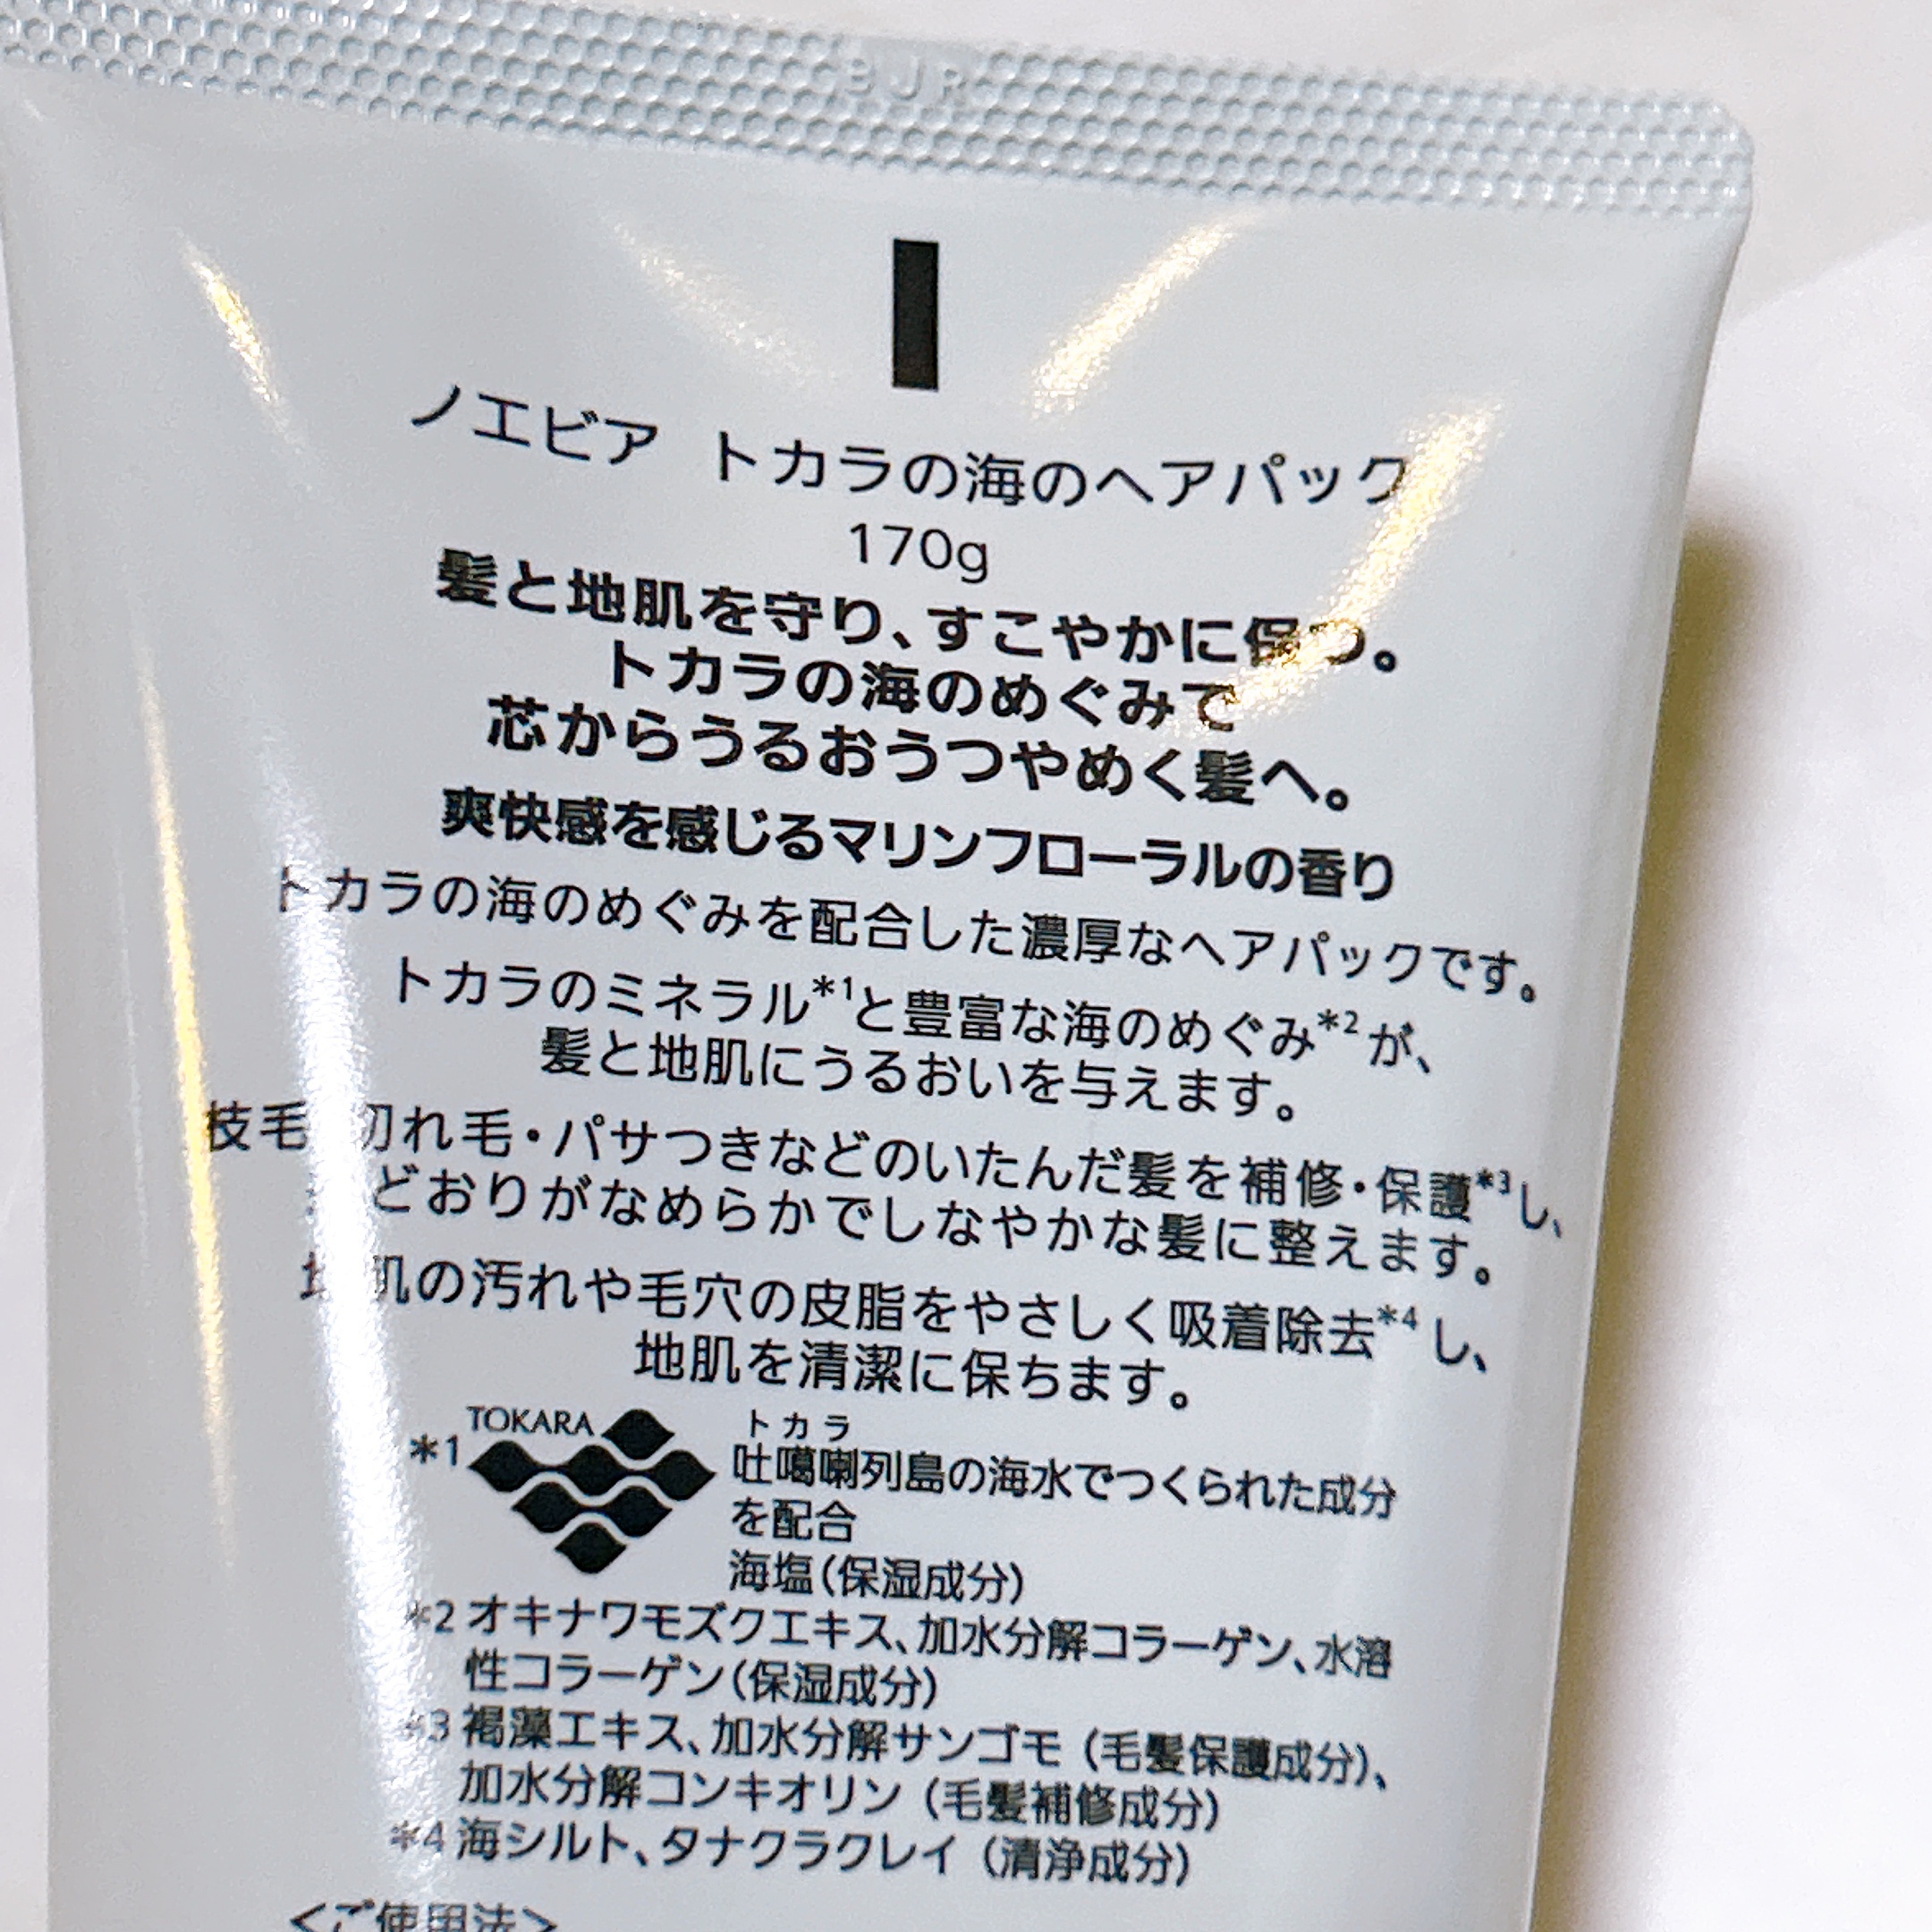 BJR
ノエビア トカラの海のヘアパック
170g
髪と地肌を守り、すこやかに保つ。
トカラの海のめぐみで
芯からうるおうつやめく髪へ。
爽快感を感じるマリンフローラルの香り
トカラの海のめぐみを配合した濃厚なヘアパックです。
トカラのミネラル*1と豊富な海のめぐみ*2が、
髪と地肌にうるおいを与えます。
枝毛・切れ毛・パサつきなどのいたんだ髪を補修・保護*3し、
どおりがなめらかでしなやかな髪に整えます。
地肌の汚れや毛穴の皮脂をやさしく吸着除去*4し、
地肌を清潔に保ちます。
TOKARA
トカラ
*1 吐噶喇列島の海水でつくられた成分
を配合
海塩(保湿成分)
*2 オキナワモズクエキス、加水分解コラーゲン、水溶
性コラーゲン(保湿成分)
*3 褐藻エキス、加水分解サンゴモ(毛髪保護成分)、
加水分解コンキオリン(毛髪補修成分)
*4 海シルト、タナクラクレイ(清浄成分)
<ご使用法>